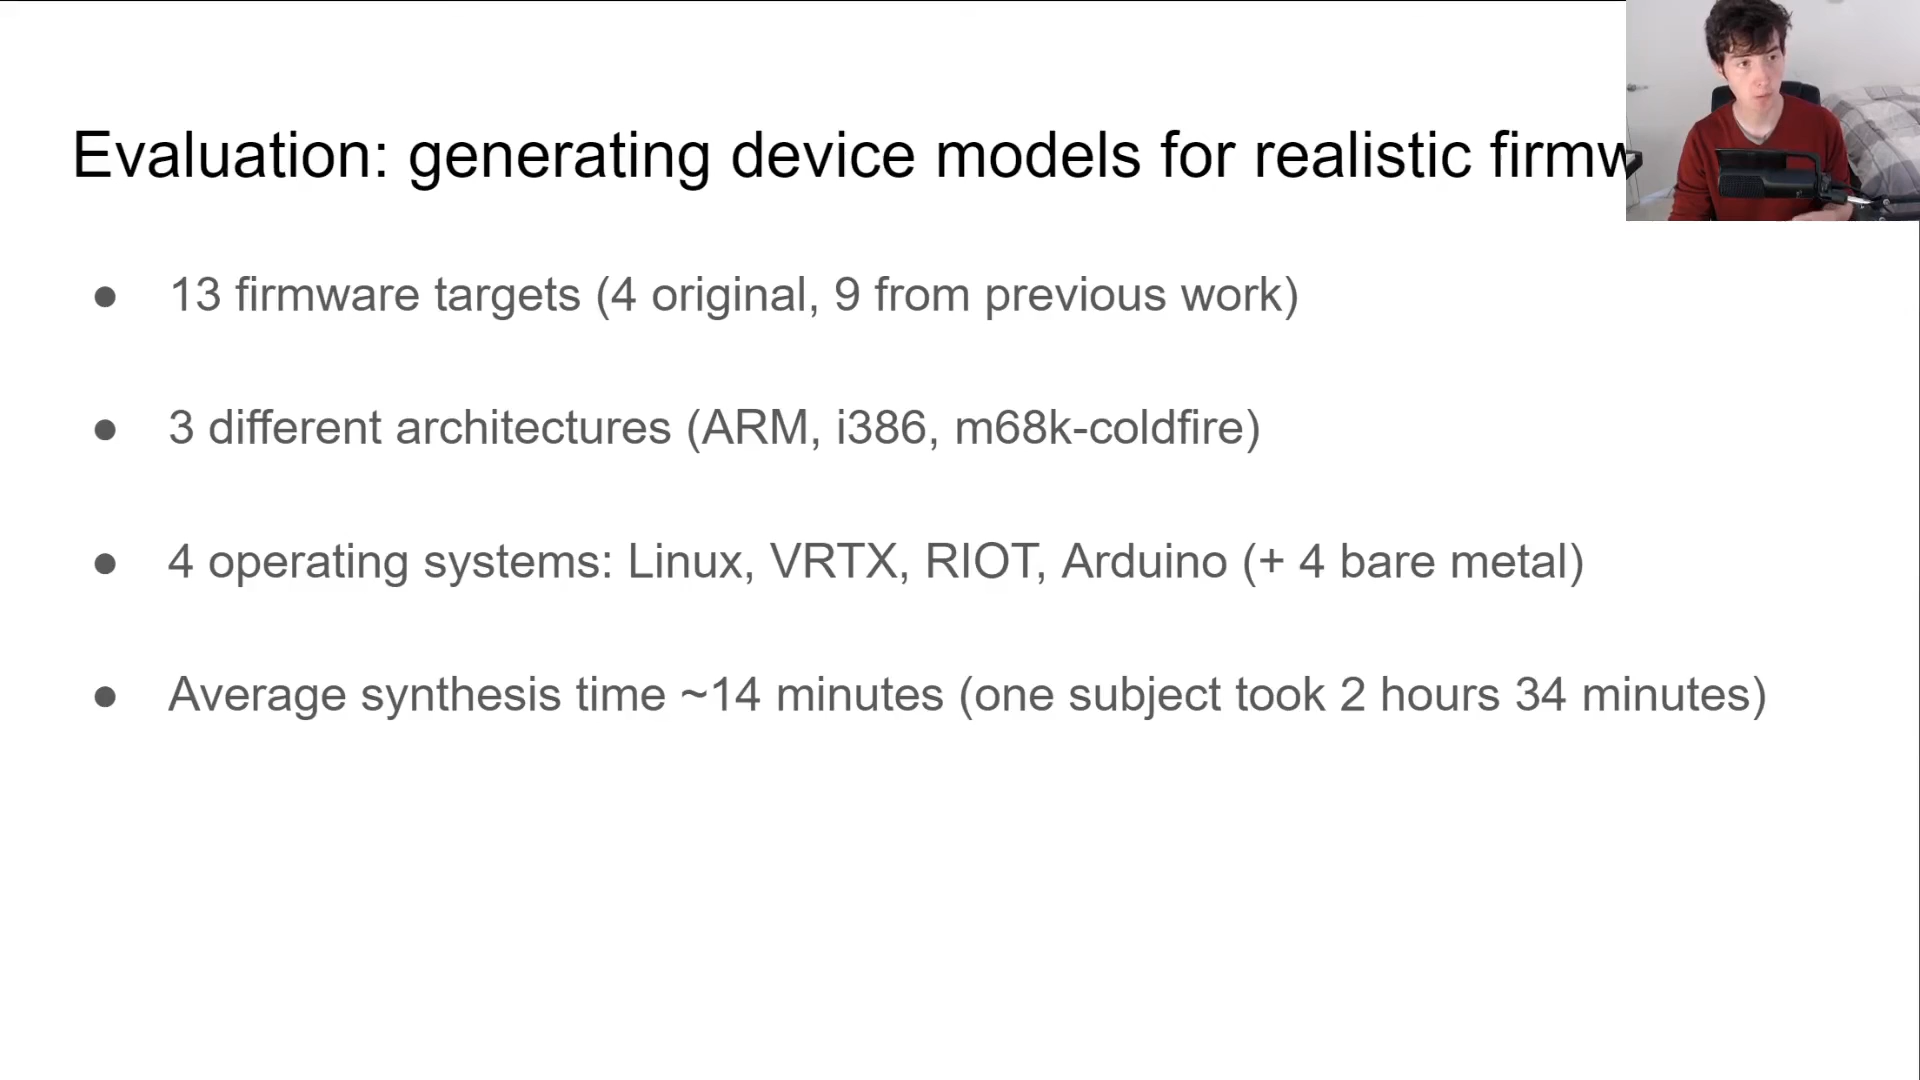 Evaluation: generating device models for realistic
● 13 firmware targets (4 original, 9 from previous work)
● 3 different architectures (ARM, i386, m68k-coldfire)
● 4 operating systems: Linux, VRTX, RIOT, Arduino (+ 4 bare metal)
● Average synthesis time ~14 minutes (one subject took 2 hours 34 minutes)